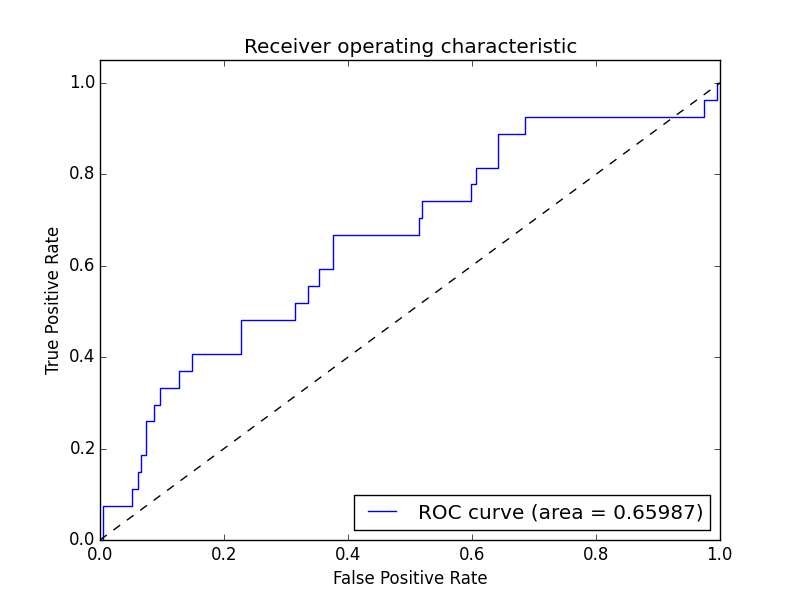 Receiver operating characteristic
1.0
0.8
0.6
0.4
0.2
0.0
True Positive Rate
ROC curve (area = 0.65987)
0.0 0.2 0.4 0.6 0.8 1.0
False Positive Rate